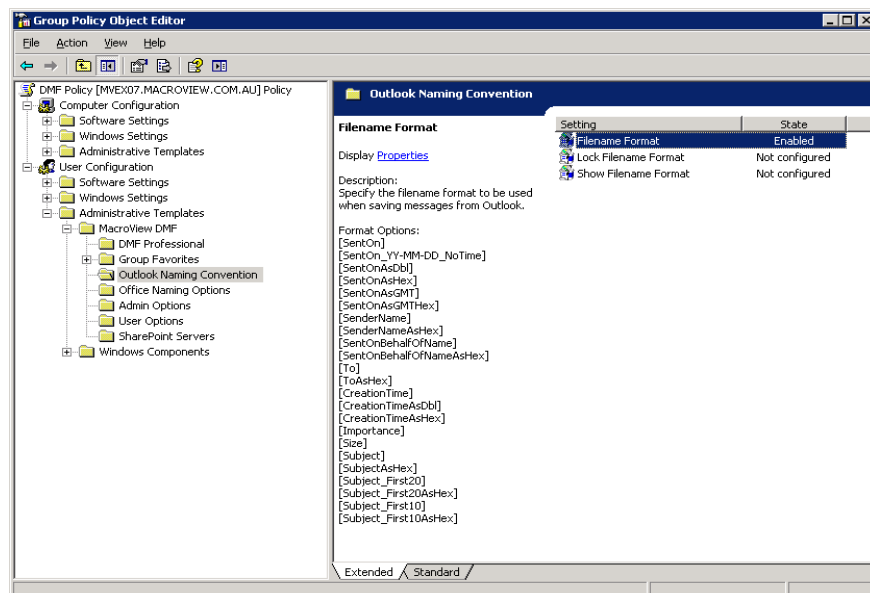 Group Policy Object Editor
File Action View Help
DMF Policy [MVEX07.MACROVIEW.COM.AU] Policy
Computer Configuration
Software Settings
Windows Settings
Administrative Templates
User Configuration
Software Settings
Windows Settings
Administrative Templates
MacroView DMF
DMF Professional
Group Favorites
Outlook Naming Convention
Office Naming Options
Admin Options
User Options
SharePoint Servers
Windows Components
Outlook Naming Convention
Filename Format
Display Properties
Description:
Specify the filename format to be used
when saving messages from Outlook.
Format Options:
[SentOn]
[SentOn_YY-MM-DD_NoTime]
[SentOnAsDbl]
[SentOnAsHex]
[SentOnAsGMT]
[SentOnAsGMTHex]
[SenderName]
[SenderNameAsHex]
[SentOnBehalfOfName]
[SentOnBehalfOfNameAsHex]
[To]
[ToAsHex]
[CreationTime]
[CreationTimeAsDbl]
[CreationTimeAsHex]
[Importance]
[Size]
[Subject]
[SubjectAsHex]
[Subject_First20]
[Subject_First20AsHex]
[Subject_First10]
[Subject_First10AsHex]
Setting State
Filename Format Enabled
Lock Filename Format Not configured
Show Filename Format Not configured
Extended Standard